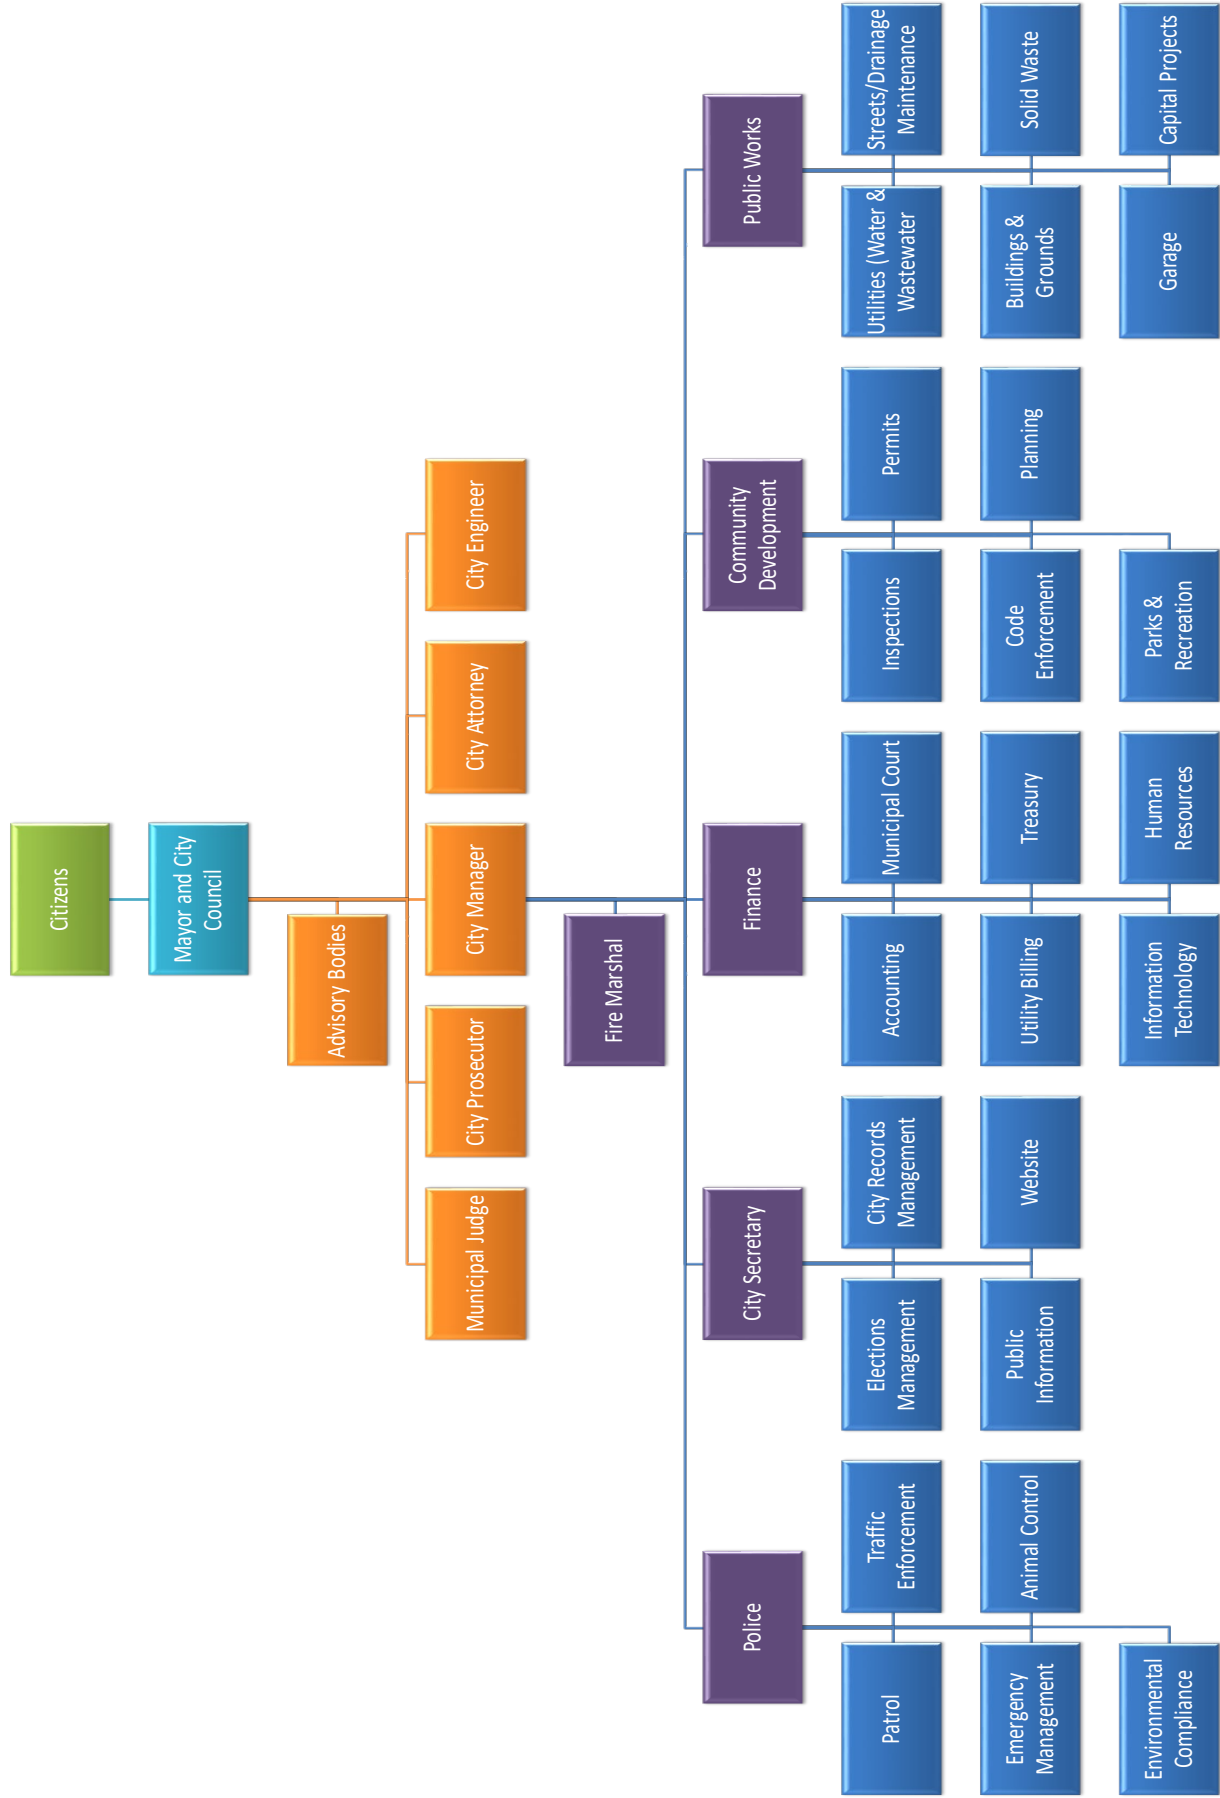 Citizens
Mayor and City
Council
Advisory Bodies
Municipal Judge
City Prosecutor
City Manager
City Attorney
City Engineer
Fire Marshal
Police
City Secretary
Finance
Community
Development
Public Works
Patrol
Traffic
Enforcement
Emergency
Management
Animal Control
Environmental
Compliance
Elections
Management
City Records
Management
Public
Information
Website
Accounting
Municipal Court
Utility Billing
Treasury
Information
Technology
Human
Resources
Inspections
Permits
Code
Enforcement
Planning
Parks &
Recreation
Utilities (Water &
Wastewater
Streets/Drainage
Maintenance
Buildings &
Grounds
Solid Waste
Garage
Capital Projects